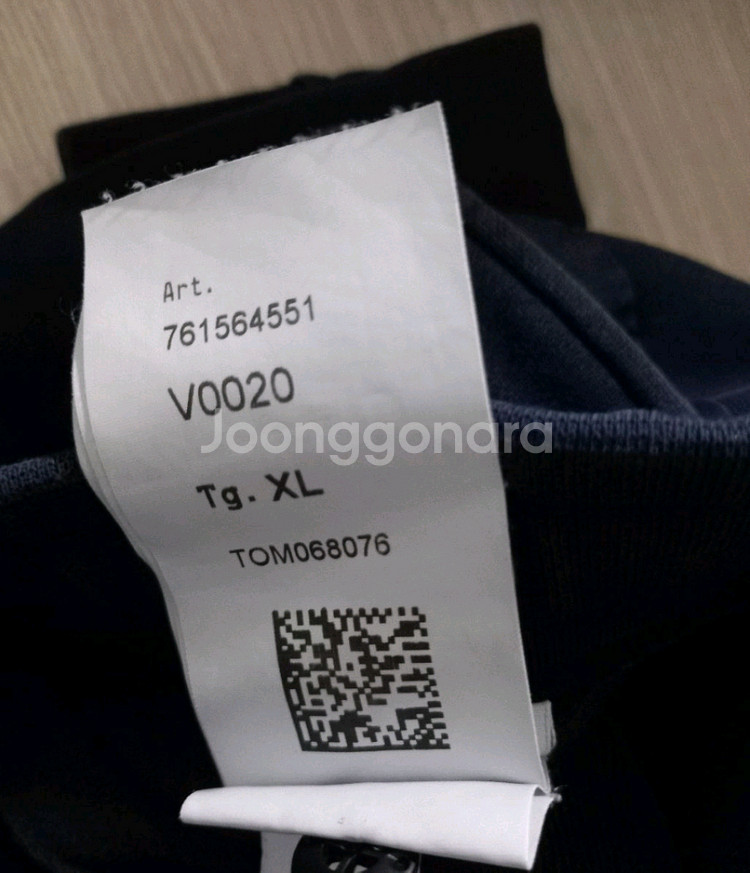 Art.
761564551
V0020
Joonggonara
Tg. XL
TOM068076